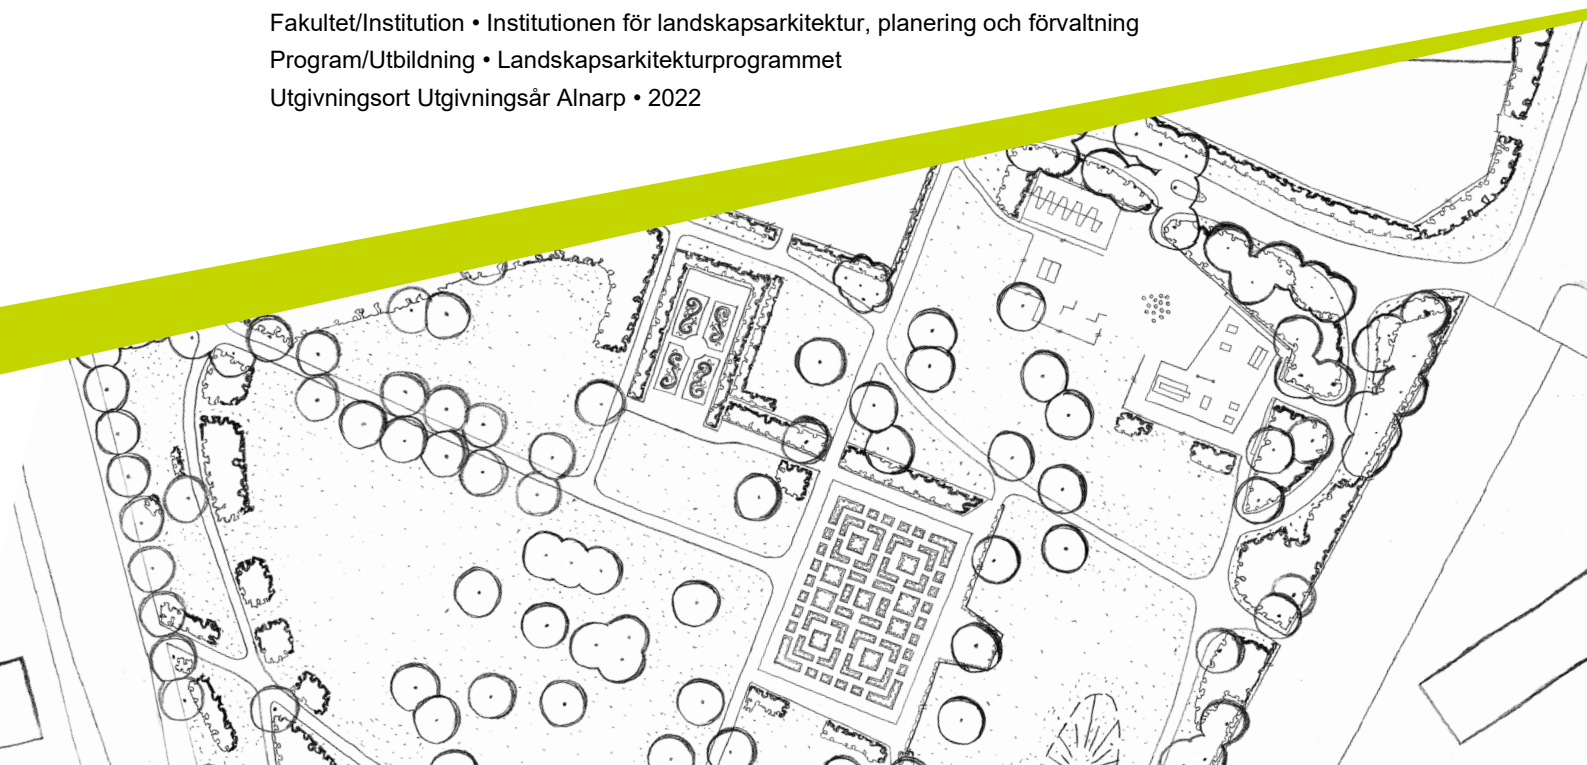 Fakultet/Institution • Institutionen för landskapsarkitektur, planering och förvaltning
Program/Utbildning • Landskapsarkitekturprogrammet
Utgivningsort Utgivningsår Alnarp • 2022